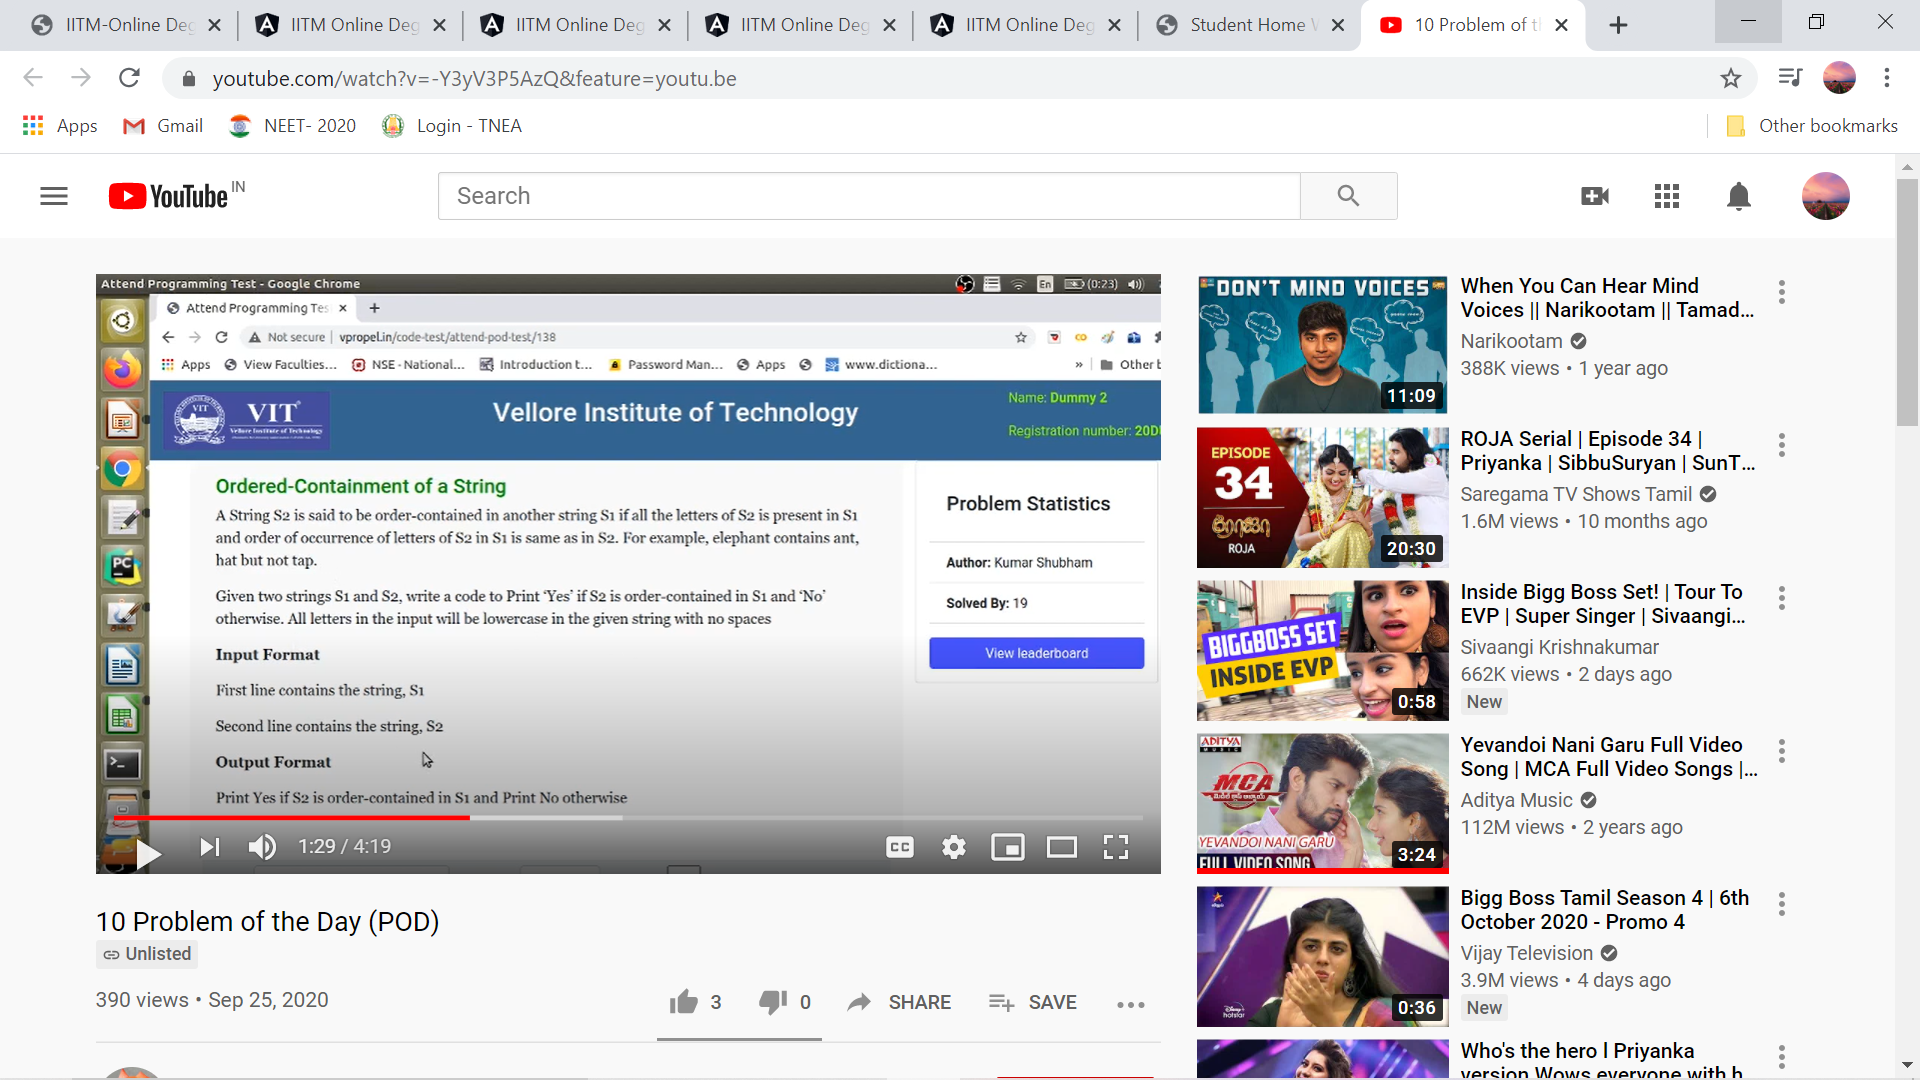 IITM-Online Deg
IITM Online Deg
IITM Online Deg
IITM Online Deg
IITM Online Deg
Student Home
10 Problem of t
youtube.com/watch?v=-Y3yV3P5AzQ&feature=youtu.be
Apps
Gmail
NEET- 2020
Login - TNEA
Other bookmarks
YouTube IN
Search
Attend Programming Test - Google Chrome
En
(0:23)
Attend Programming Tes
Not secure | vpropel.in/code-test/attend-pod-test/138
Apps
View Faculties...
NSE - National...
Introduction t...
Password Man...
Apps
www.dictiona...
»
Other b
VIT
Vellore Institute of Technology
Vellore Institute of Technology
Name: Dummy 2
Registration number: 20D
Ordered-Containment of a String
A String S2 is said to be order-contained in another string S1 if all the letters of S2 is present in S1
and order of occurrence of letters of S2 in S1 is same as in S2. For example, elephant contains ant,
hat but not tap.
Given two strings S1 and S2, write a code to Print 'Yes' if S2 is order-contained in S1 and 'No'
otherwise. All letters in the input will be lowercase in the given string with no spaces
Input Format
First line contains the string, S1
Second line contains the string, S2
Output Format
Print Yes if S2 is order-contained in S1 and Print No otherwise
Problem Statistics
Author: Kumar Shubham
Solved By: 19
View leaderboard
PC
1:29 / 4:19
CC
10 Problem of the Day (POD)
Unlisted
390 views • Sep 25, 2020
3
0
SHARE
SAVE
DON'T MIND VOICES
11:09
When You Can Hear Mind
Voices || Narikootam || Tamad...
Narikootam
388K views • 1 year ago
EPISODE
34
ரோஜா
ROJA
20:30
ROJA Serial | Episode 34 |
Priyanka | SibbuSuryan | SunT...
Saregama TV Shows Tamil
1.6M views • 10 months ago
BIGGBOSS SET
INSIDE EVP
0:58
Inside Bigg Boss Set! | Tour To
EVP | Super Singer | Sivaangi...
Sivaangi Krishnakumar
662K views • 2 days ago
New
ADITYA
MUSIC
MCA
YEVANDOI NANI GARU
FULL VIDEO SONG
3:24
Yevandoi Nani Garu Full Video
Song | MCA Full Video Songs |...
Aditya Music
112M views • 2 years ago
Disney+
hotstar
0:36
Bigg Boss Tamil Season 4 | 6th
October 2020 - Promo 4
Vijay Television
3.9M views • 4 days ago
New
Who's the hero l Priyanka
version Wows everyone with h